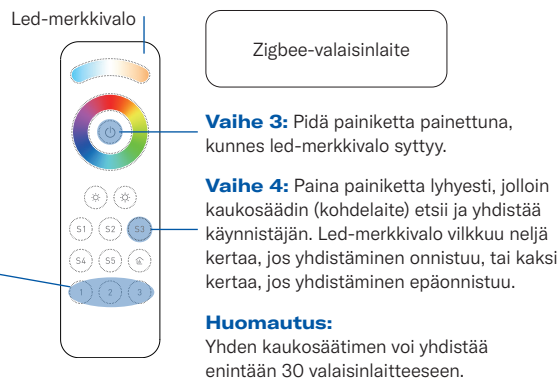 Led-merkkivalo
Zigbee-valaisinlaite
Vaihe 3: Pidä painiketta painettuna,
kunnes led-merkkivalo syttyy.
Vaihe 4: Paina painiketta lyhyesti, jolloin
kaukosäädin (kohdelaite) etsii ja yhdistää
käynnistäjän. Led-merkkivalo vilkkuu neljä
kertaa, jos yhdistäminen onnistuu, tai kaksi
kertaa, jos yhdistäminen epäonnistuu.
Huomautus:
Yhden kaukosäätimen voi yhdistää
enintään 30 valaisinlaitteeseen.
S1 S2 S3
S4 S5
1 2 3